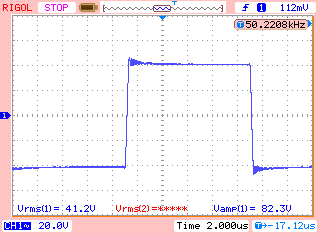 RIGOL STOP T f 1 112mV
T 50.2208kHz
1
Vrms(1)= 41.2V Vrms(2)=***** Vamp(1)= 82.3V
CH1 20.0V Time 2.000us T→-17.12us